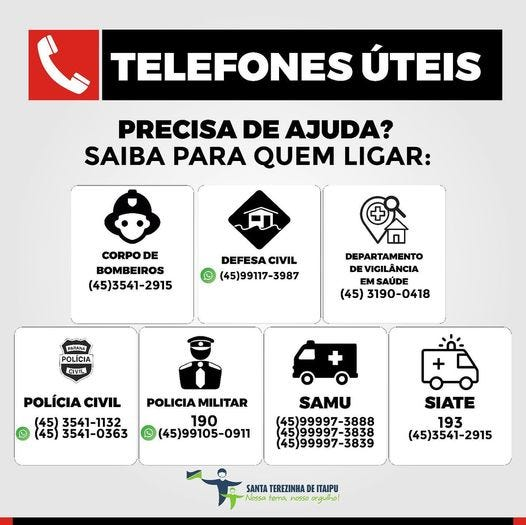 TELEFONES ÚTEIS
PRECISA DE AJUDA?
SAIBA PARA QUEM LIGAR:
CORPO DE
BOMBEIROS
(45)3541-2915
DEFESA CIVIL
(45)99117-3987
DEPARTAMENTO
DE VIGILÂNCIA
EM SAÚDE
(45) 3190-0418
PARANÁ
POLÍCIA
CIVIL
POLÍCIA CIVIL
(45) 3541-1132
(45) 3541-0363
POLICIA MILITAR
190
(45)99105-0911
SAMU
(45)99997-3888
(45)99997-3838
(45)99997-3839
SIATE
193
(45)3541-2915
SANTA TEREZINHA DE ITAIPU
Nossa terra, nosso orgulho!